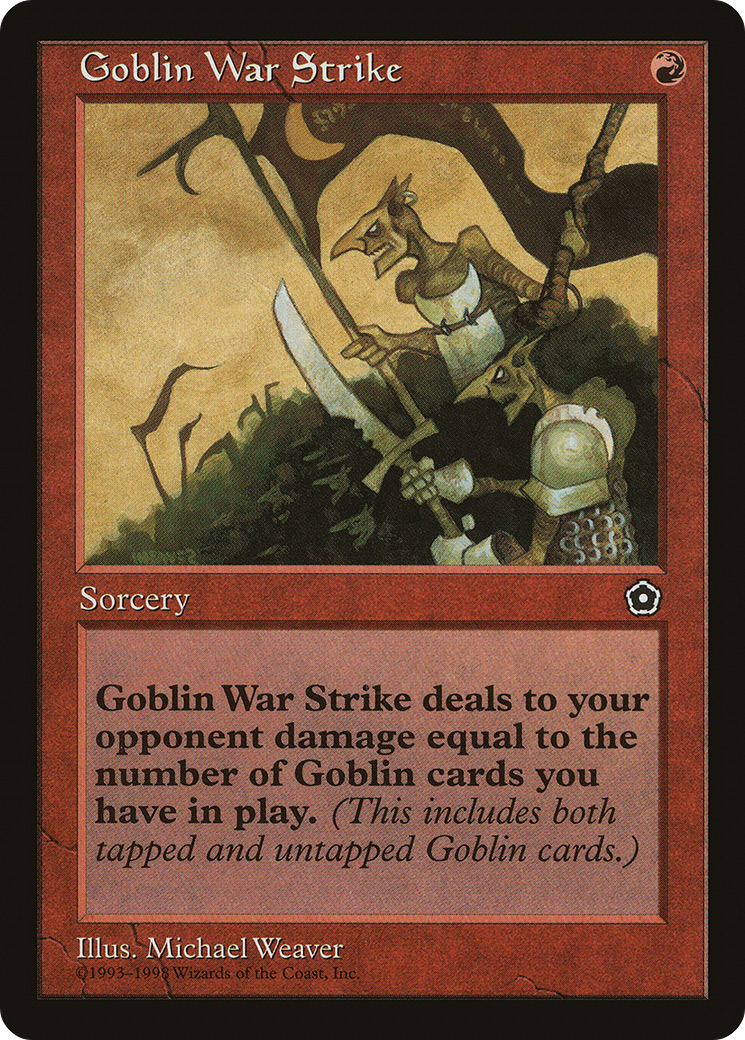 Goblin War Strike
Sorcery
Goblin War Strike deals to your
opponent damage equal to the
number of Goblin cards you
have in play. (This includes both
tapped and untapped Goblin cards.)
Illus. Michael Weaver
©1993–1998 Wizards of the Coast, Inc.